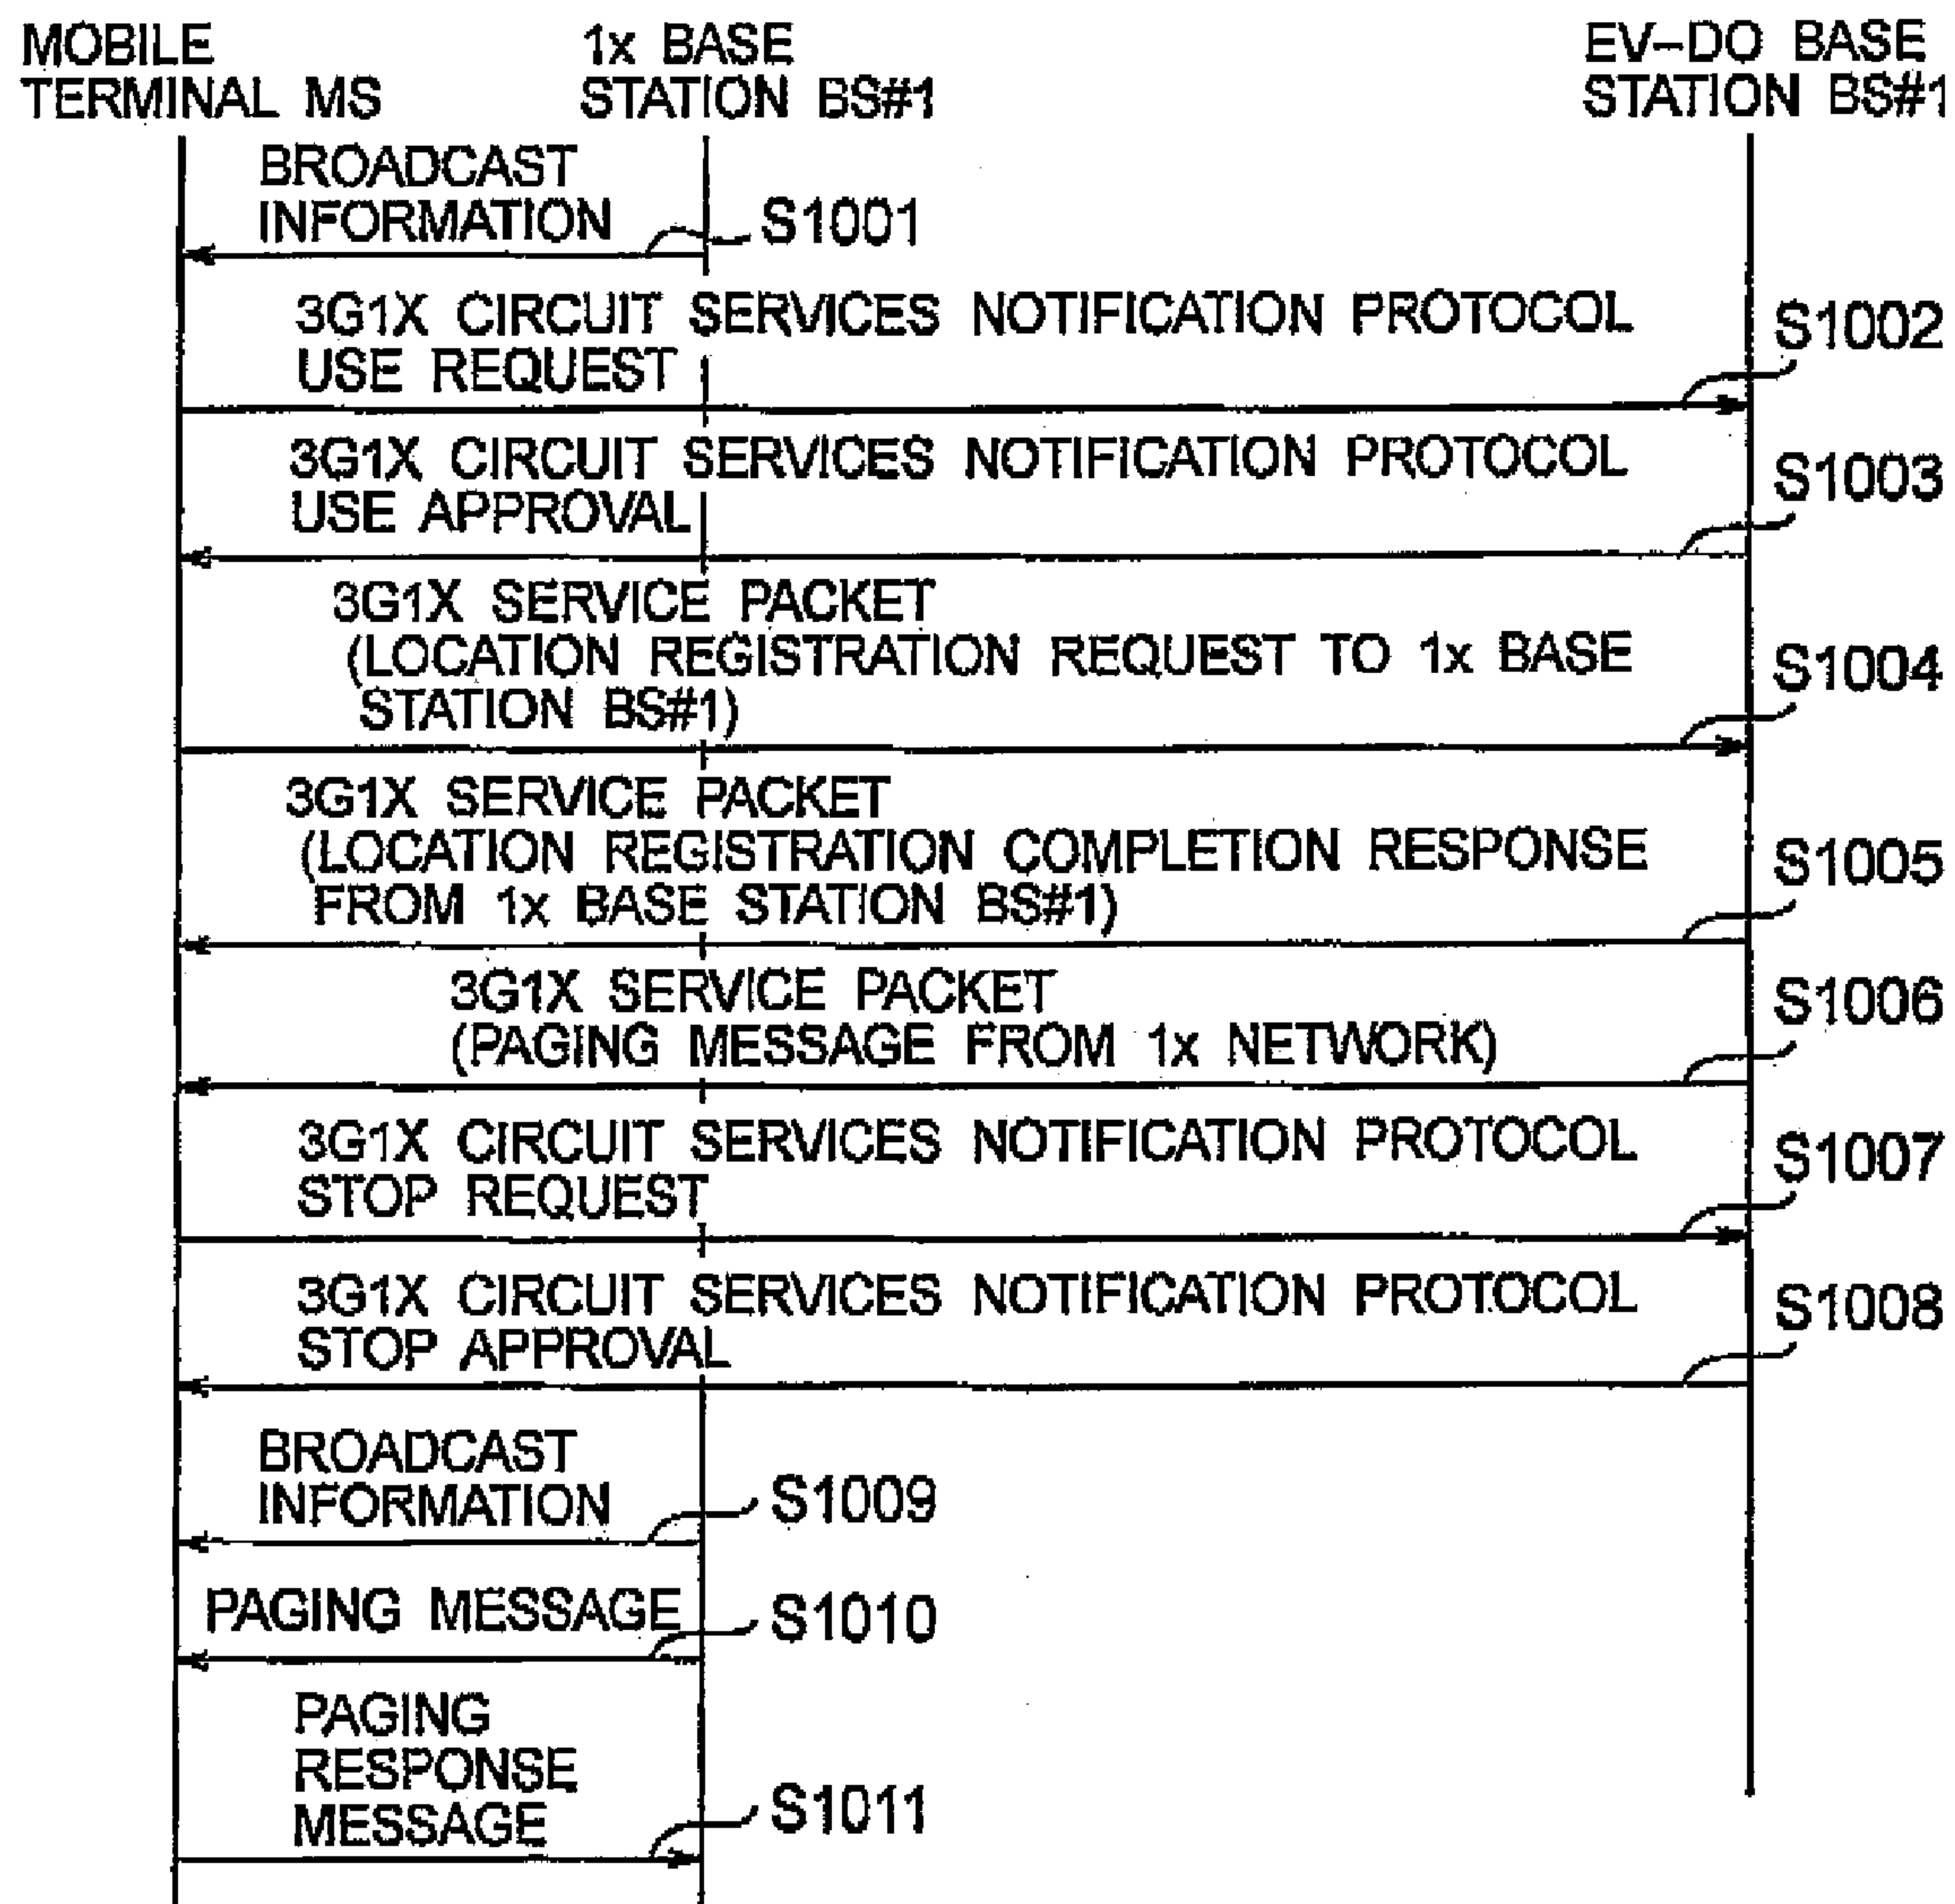 MOBILE
TERMINAL MS
1x BASE
STATION BS#1
EV-DO BASE
STATION BS#1
BROADCAST
INFORMATION
S1001
3G1X CIRCUIT SERVICES NOTIFICATION PROTOCOL
USE REQUEST
S1002
3G1X CIRCUIT SERVICES NOTIFICATION PROTOCOL
USE APPROVAL
S1003
3G1X SERVICE PACKET
(LOCATION REGISTRATION REQUEST TO 1x BASE
STATION BS#1)
S1004
3G1X SERVICE PACKET
(LOCATION REGISTRATION COMPLETION RESPONSE
FROM 1x BASE STATION BS#1)
S1005
3G1X SERVICE PACKET
(PAGING MESSAGE FROM 1x NETWORK)
S1006
3G1X CIRCUIT SERVICES NOTIFICATION PROTOCOL
STOP REQUEST
S1007
3G1X CIRCUIT SERVICES NOTIFICATION PROTOCOL
STOP APPROVAL
S1008
BROADCAST
INFORMATION
S1009
PAGING MESSAGE
S1010
PAGING
RESPONSE
MESSAGE
S1011